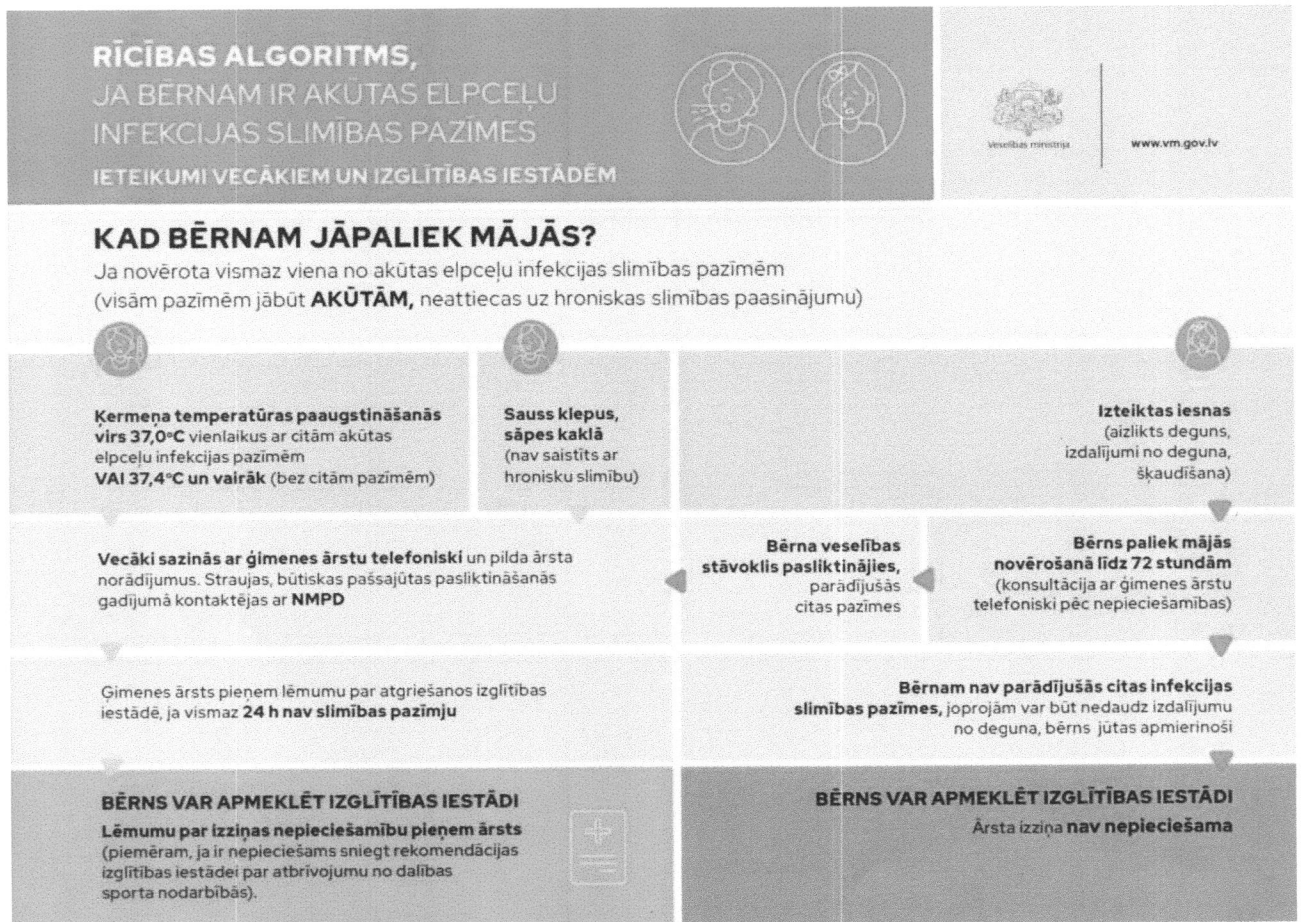 RĪCĪBAS ALGORITMS,
JA BĒRNAM IR AKŪTAS ELPCEĻU
INFEKCIJAS SLIMĪBAS PAZĪMES
IETEIKUMI VECĀKIEM UN IZGLĪTĪBAS IESTĀDĒM
Veselības ministrija
www.vm.gov.lv
KAD BĒRNAM JĀPALIEK MĀJĀS?
Ja novērota vismaz viena no akūtas elpceļu infekcijas slimības pazīmēm
(visām pazīmēm jābūt AKŪTĀM, neattiecas uz hroniskas slimības paasinājumu)
Ķermeņa temperatūras paaugstināšanās
virs 37,0°C vienlaikus ar citām akūtas
elpceļu infekcijas pazīmēm
VAI 37,4°C un vairāk (bez citām pazīmēm)
Sauss klepus,
sāpes kaklā
(nav saistīts ar
hronisku slimību)
Izteiktas iesnas
(aizlikts deguns,
izdalījumi no deguna,
šķaudīšana)
Vecāki sazinās ar ģimenes ārstu telefoniski un pilda ārsta
norādījumus. Straujas, būtiskas pašsajūtas pasliktināšanās
gadījumā kontaktējas ar NMPD
Bērna veselības
stāvoklis pasliktinājies,
parādījušās
citas pazīmes
Bērns paliek mājās
novērošanā līdz 72 stundām
(konsultācija ar ģimenes ārstu
telefoniski pēc nepieciešamības)
Ģimenes ārsts pieņem lēmumu par atgriešanos izglītības
iestādē, ja vismaz 24 h nav slimības pazīmju
Bērnam nav parādījušās citas infekcijas
slimības pazīmes, joprojām var būt nedaudz izdalījumu
no deguna, bērns jūtas apmierinoši
BĒRNS VAR APMEKLĒT IZGLĪTĪBAS IESTĀDI
Lēmumu par izziņas nepieciešamību pieņem ārsts
(piemēram, ja ir nepieciešams sniegt rekomendācijas
izglītības iestādei par atbrīvojumu no dalības
sporta nodarbībās).
BĒRNS VAR APMEKLĒT IZGLĪTĪBAS IESTĀDI
Ārsta izziņa nav nepieciešama